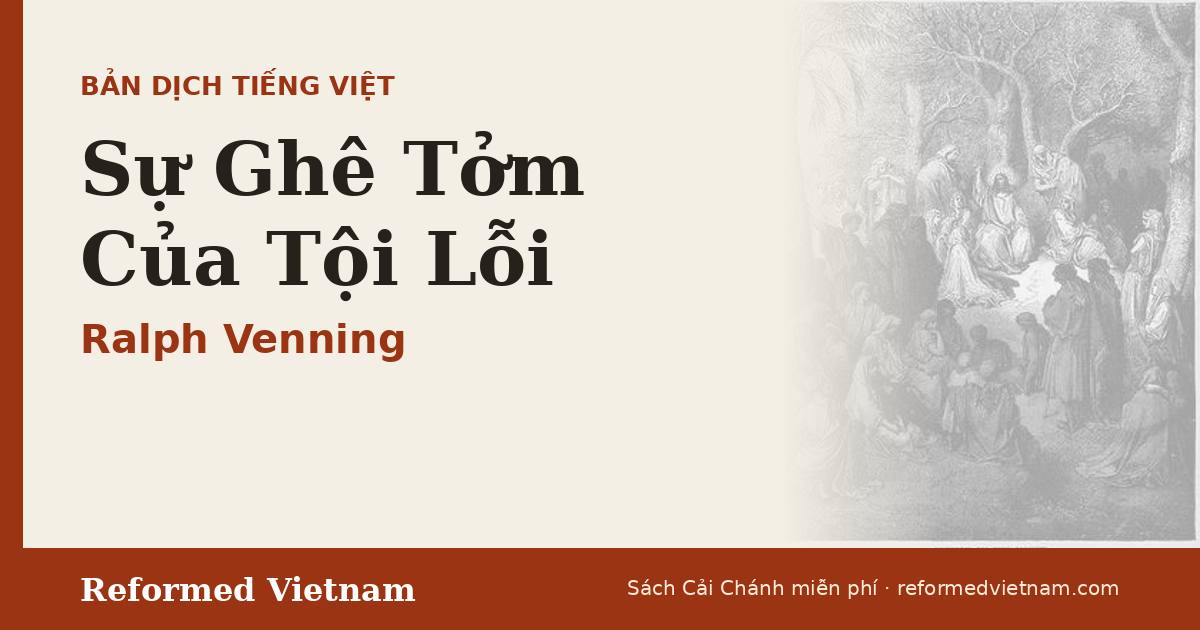 BẢN DỊCH TIẾNG VIỆT
Sự Ghê Tởm
Của Tội Lỗi
Ralph Venning
Reformed Vietnam
Sách Cải Chánh miễn phí · reformedvietnam.com